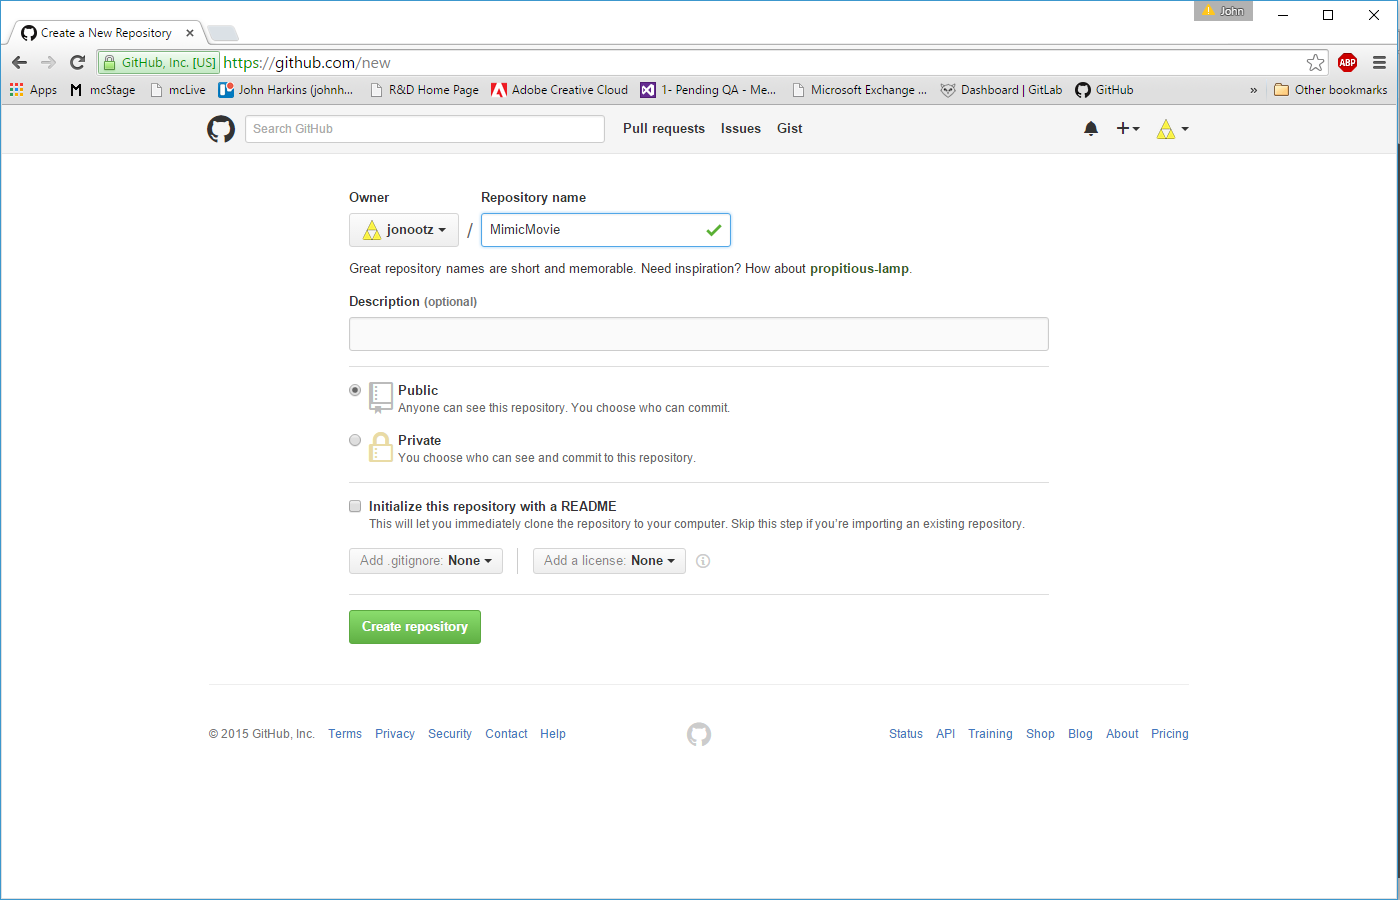 John
Create a New Repository
GitHub, Inc. [US] https://github.com/new
ABP
Apps mcStage mcLive John Harkins (johnh... R&D Home Page Adobe Creative Cloud 1- Pending QA - Me... Microsoft Exchange ... Dashboard | GitLab GitHub » Other bookmarks
Search GitHub Pull requests Issues Gist
Owner Repository name
jonootz / MimicMovie
Great repository names are short and memorable. Need inspiration? How about propitious-lamp.
Description (optional)
Public
Anyone can see this repository. You choose who can commit.
Private
You choose who can see and commit to this repository.
Initialize this repository with a README
This will let you immediately clone the repository to your computer. Skip this step if you’re importing an existing repository.
Add .gitignore: None Add a license: None
Create repository
© 2015 GitHub, Inc. Terms Privacy Security Contact Help Status API Training Shop Blog About Pricing